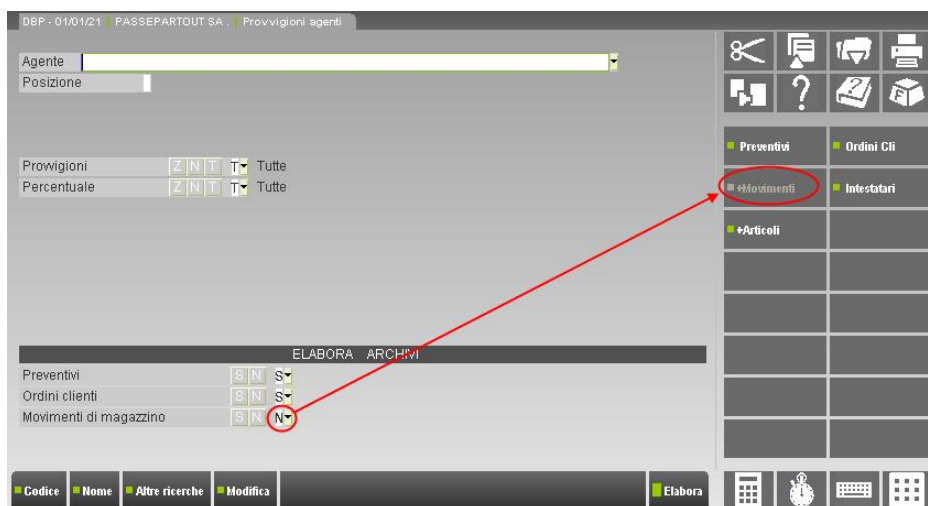 DBP - 01/01/21 PASSEPARTOUT SA . Provvigioni agenti
Agente
Posizione
Provvigioni Z N T T Tutte
Percentuale Z N T T Tutte
ELABORA ARCHIVI
Preventivi S N S
Ordini clienti S N S
Movimenti di magazzino S N N
Codice Nome Altre ricerche Modifica Elabora
Preventivi Ordini Cli
+Movimenti Intestatari
+Articoli